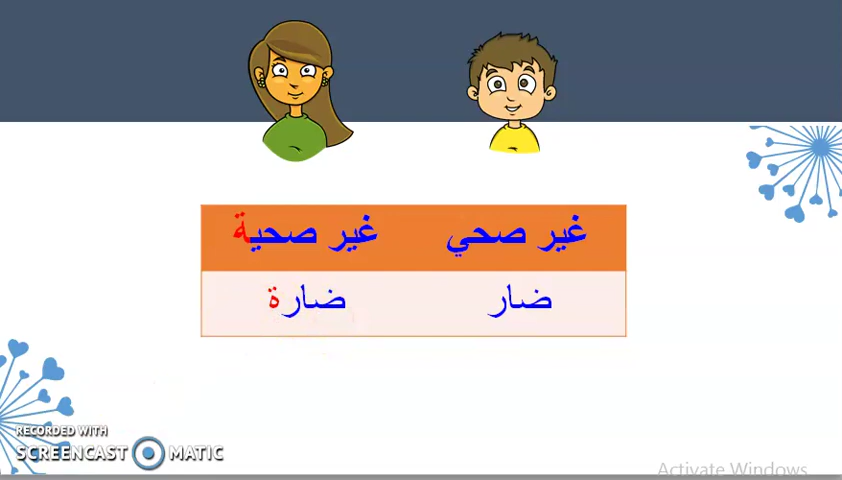 غير صحي غير صحية
ضار ضارة
RECORDED WITH
SCREENCAST MATIC
Activate Windows